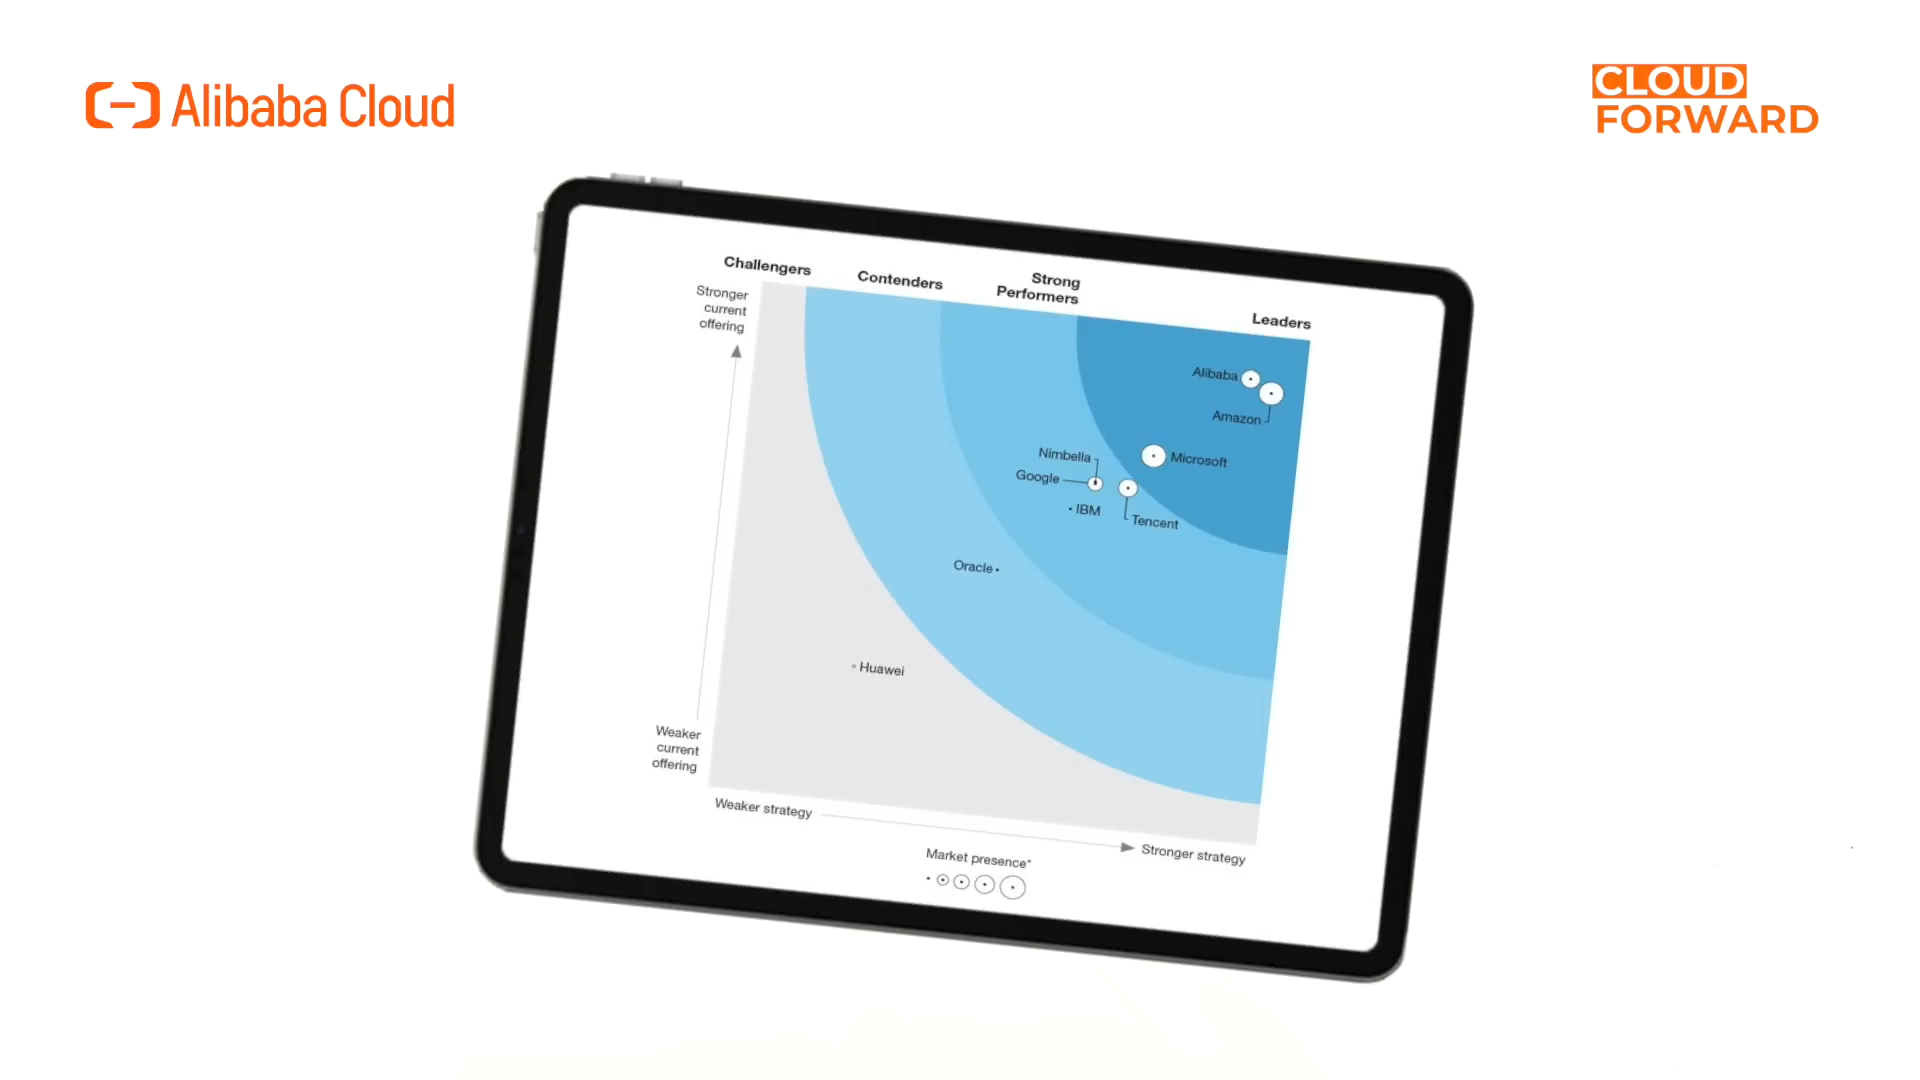 Alibaba Cloud
CLOUD
FORWARD
Challengers
Contenders
Strong
Performers
Leaders
Stronger
current
offering
Alibaba
Amazon
Nimbella
Microsoft
Google
IBM
Tencent
Oracle
Huawei
Weaker
current
offering
Weaker strategy
Stronger strategy
Market presence*